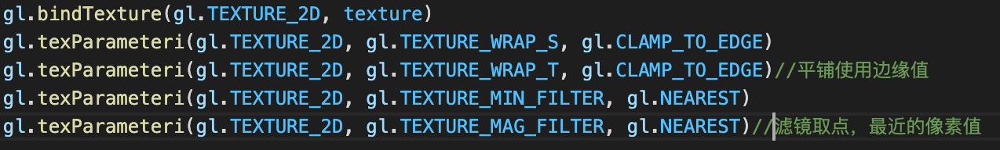 gl.bindTexture(gl.TEXTURE_2D, texture)
gl.texParameteri(gl.TEXTURE_2D, gl.TEXTURE_WRAP_S, gl.CLAMP_TO_EDGE)
gl.texParameteri(gl.TEXTURE_2D, gl.TEXTURE_WRAP_T, gl.CLAMP_TO_EDGE)//平铺使用边缘值
gl.texParameteri(gl.TEXTURE_2D, gl.TEXTURE_MIN_FILTER, gl.NEAREST)
gl.texParameteri(gl.TEXTURE_2D, gl.TEXTURE_MAG_FILTER, gl.NEAREST)//滤镜取点，最近的像素值